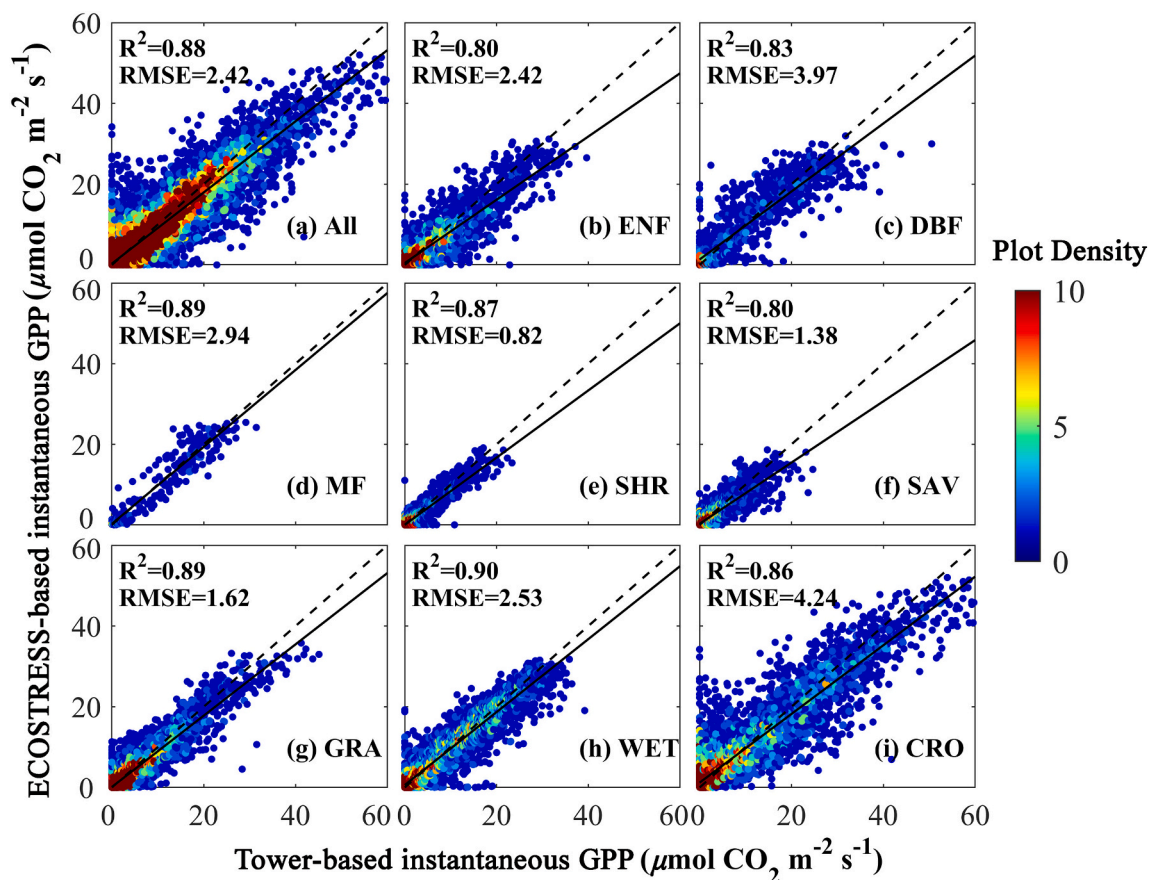 ECOSTRESS-based instantaneous GPP (μmol CO₂ m⁻² s⁻¹)
60
40
20
0
R²=0.88
RMSE=2.42
(a) All
R²=0.80
RMSE=2.42
(b) ENF
R²=0.83
RMSE=3.97
(c) DBF
60
40
20
0
R²=0.89
RMSE=2.94
(d) MF
R²=0.87
RMSE=0.82
(e) SHR
R²=0.80
RMSE=1.38
(f) SAV
60
40
20
0
R²=0.89
RMSE=1.62
(g) GRA
R²=0.90
RMSE=2.53
(h) WET
R²=0.86
RMSE=4.24
(i) CRO
0 20 40 60 0 20 40 60 0 20 40 60
Tower-based instantaneous GPP (μmol CO₂ m⁻² s⁻¹)
Plot Density
10
5
0